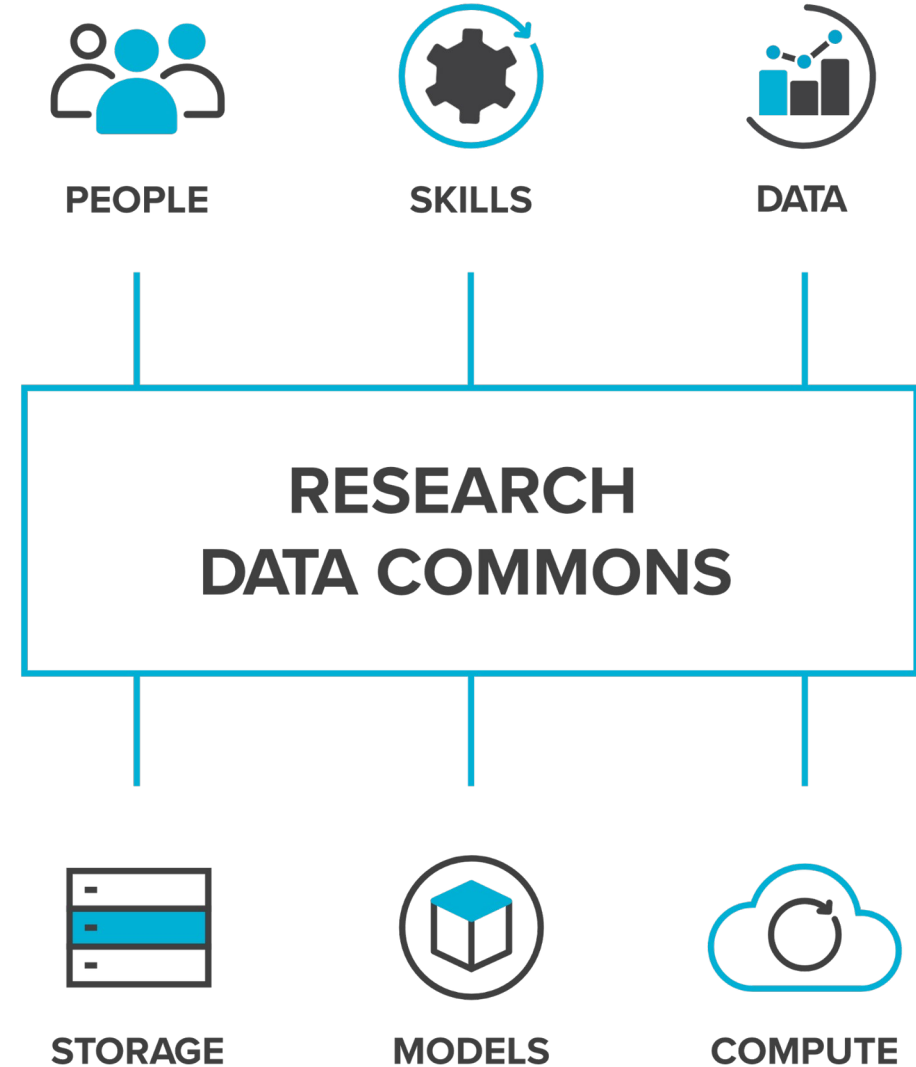 PEOPLE
SKILLS
DATA
RESEARCH
DATA COMMONS
STORAGE
MODELS
COMPUTE